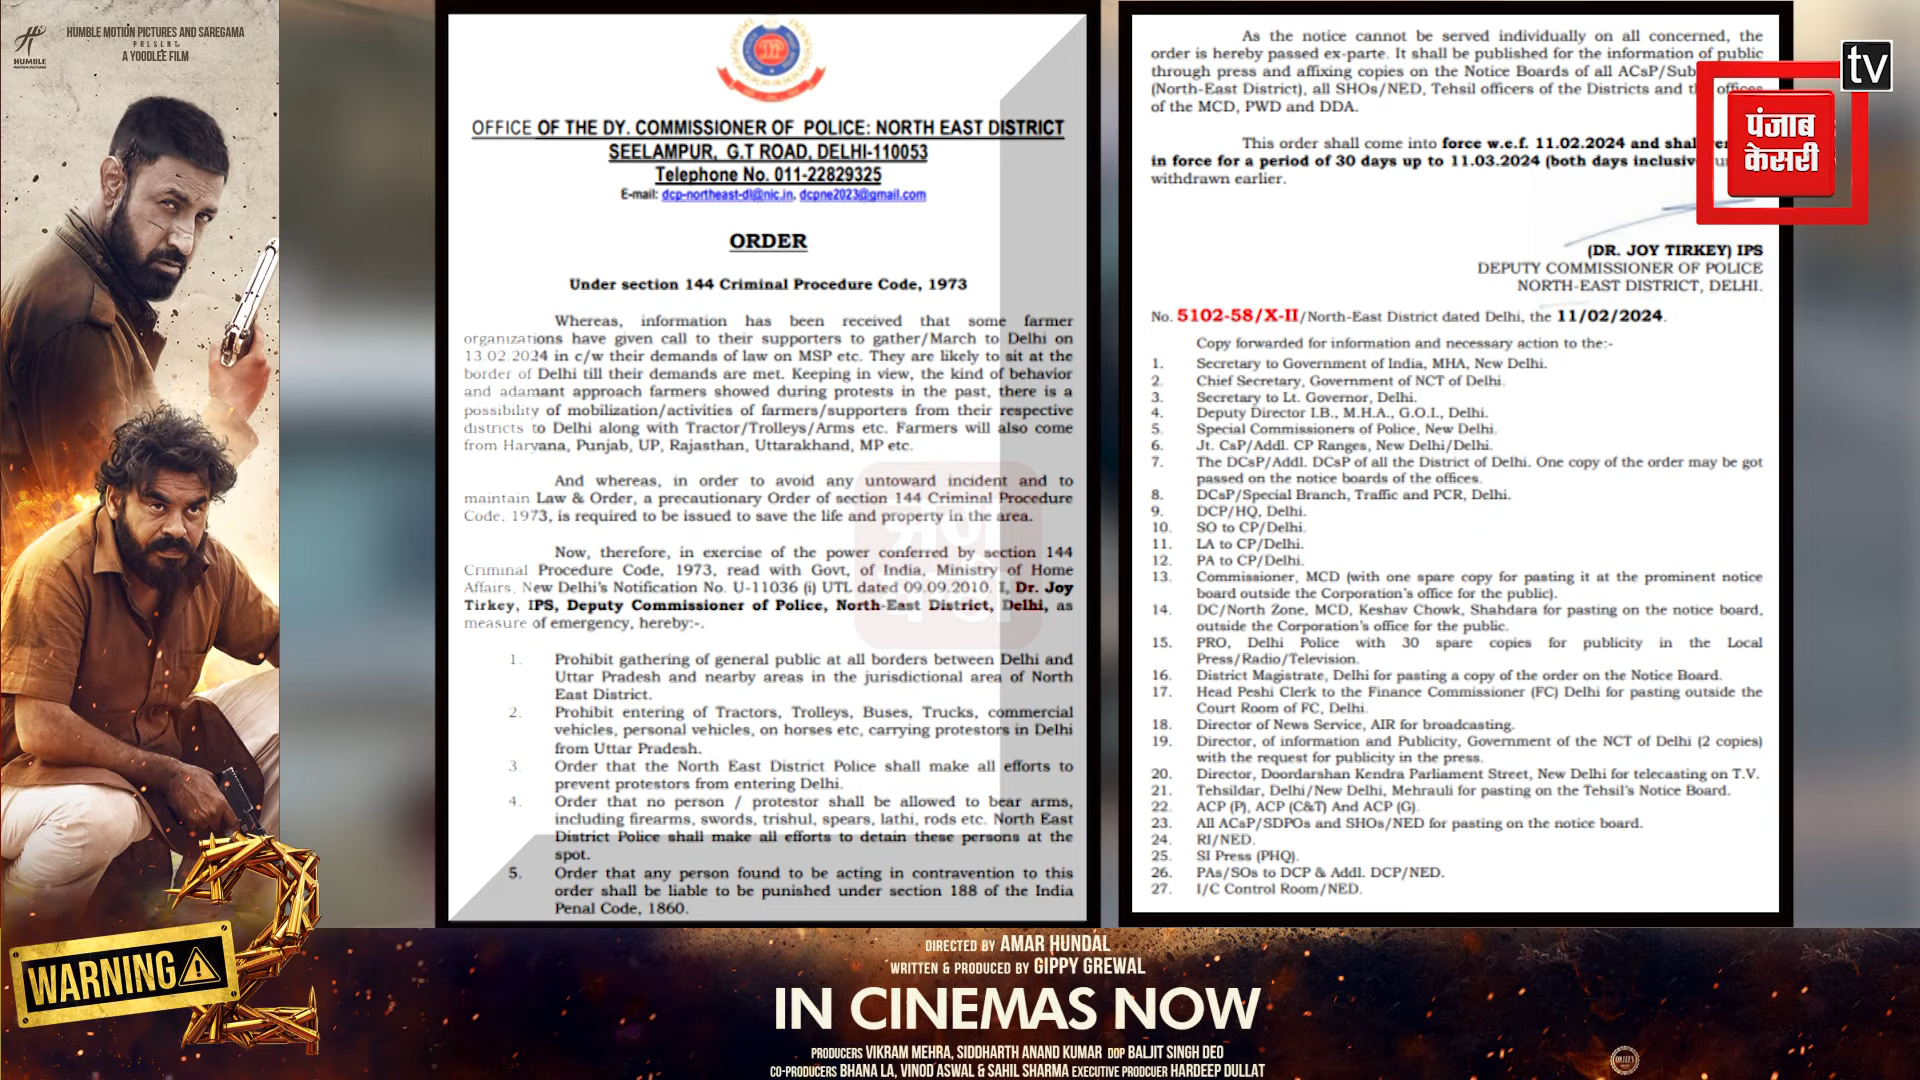 HUMBLE MOTION PICTURES AND SAREGAMA
PRESENT
A YOODLEE FILM
HUMBLE
MOTION PICTURES
OFFICE OF THE DY. COMMISSIONER OF POLICE: NORTH EAST DISTRICT
SEELAMPUR, G.T ROAD, DELHI-110053
Telephone No. 011-22829325
E-mail: dcp-northeast-dl@nic.in, dcpne2023@gmail.com
ORDER
Under section 144 Criminal Procedure Code, 1973
Whereas, information has been received that some farmer
organizations have given call to their supporters to gather/March to Delhi on
13.02.2024 in c/w their demands of law on MSP etc. They are likely to sit at the
border of Delhi till their demands are met. Keeping in view, the kind of behavior
and adamant approach farmers showed during protests in the past, there is a
possibility of mobilization/activities of farmers/supporters from their respective
districts to Delhi along with Tractor/Trolleys/Arms etc. Farmers will also come
from Haryana, Punjab, UP, Rajasthan, Uttarakhand, MP etc.
And whereas, in order to avoid any untoward incident and to
maintain Law & Order, a precautionary Order of section 144 Criminal Procedure
Code, 1973, is required to be issued to save the life and property in the area.
Now, therefore, in exercise of the power conferred by section 144
Criminal Procedure Code, 1973, read with Govt, of India, Ministry of Home
Affairs, New Delhi's Notification No. U-11036 (i) UTL dated 09.09.2010, I, Dr. Joy
Tirkey, IPS, Deputy Commissioner of Police, North-East District, Delhi, as
measure of emergency, hereby:-.
1. Prohibit gathering of general public at all borders between Delhi and
Uttar Pradesh and nearby areas in the jurisdictional area of North
East District.
2. Prohibit entering of Tractors, Trolleys, Buses, Trucks, commercial
vehicles, personal vehicles, on horses etc, carrying protestors in Delhi
from Uttar Pradesh.
3. Order that the North East District Police shall make all efforts to
prevent protestors from entering Delhi.
4. Order that no person / protestor shall be allowed to bear arms,
including firearms, swords, trishul, spears, lathi, rods etc. North East
District Police shall make all efforts to detain these persons at the
spot.
5. Order that any person found to be acting in contravention to this
order shall be liable to be punished under section 188 of the India
Penal Code, 1860.
As the notice cannot be served individually on all concerned, the
order is hereby passed ex-parte. It shall be published for the information of public
through press and affixing copies on the Notice Boards of all ACsP/Sub
(North-East District), all SHOs/NED, Tehsil officers of the Districts and offices
of the MCD, PWD and DDA.
This order shall come into force w.e.f. 11.02.2024 and shal
in force for a period of 30 days up to 11.03.2024 (both days inclusiv
withdrawn earlier.
tv
पंजाब
केसरी
(DR. JOY TIRKEY) IPS
DEPUTY COMMISSIONER OF POLICE
NORTH-EAST DISTRICT, DELHI.
No. 5102-58/X-II/North-East District dated Delhi, the 11/02/2024.
Copy forwarded for information and necessary action to the:-
1. Secretary to Government of India, MHA, New Delhi.
2. Chief Secretary, Government of NCT of Delhi.
3. Secretary to Lt. Governor, Delhi.
4. Deputy Director I.B., M.H.A., G.O.I., Delhi.
5. Special Commissioners of Police, New Delhi.
6. Jt. CsP/Addl. CP Ranges, New Delhi/Delhi.
7. The DCsP/Addl. DCsP of all the District of Delhi. One copy of the order may be got
passed on the notice boards of the offices.
8. DCsP/Special Branch, Traffic and PCR, Delhi.
9. DCP/HQ, Delhi.
10. SO to CP/Delhi.
11. LA to CP/Delhi.
12. PA to CP/Delhi.
13. Commissioner, MCD (with one spare copy for pasting it at the prominent notice
board outside the Corporation's office for the public).
14. DC/North Zone, MCD, Keshav Chowk, Shahdara for pasting on the notice board,
outside the Corporation's office for the public.
15. PRO, Delhi Police with 30 spare copies for publicity in the Local
Press/Radio/Television.
16. District Magistrate, Delhi for pasting a copy of the order on the Notice Board.
17. Head Peshi Clerk to the Finance Commissioner (FC) Delhi for pasting outside the
Court Room of FC, Delhi.
18. Director of News Service, AIR for broadcasting.
19. Director, of information and Publicity, Government of the NCT of Delhi (2 copies)
with the request for publicity in the press.
20. Director, Doordarshan Kendra Parliament Street, New Delhi for telecasting on T.V.
21. Tehsildar, Delhi/New Delhi, Mehrauli for pasting on the Tehsil's Notice Board.
22. ACP (P), ACP (C&T) And ACP (G).
23. All ACsP/SDPOs and SHOs/NED for pasting on the notice board.
24. RI/NED.
25. SI Press (PHQ).
26. PAs/SOs to DCP & Addl. DCP/NED.
27. I/C Control Room/NED.
WARNING
2
DIRECTED BY AMAR HUNDAL
WRITTEN & PRODUCED BY GIPPY GREWAL
IN CINEMAS NOW
PRODUCERS VIKRAM MEHRA, SIDDHARTH ANAND KUMAR DOP BALJIT SINGH DEO
CO-PRODUCERS BHANA LA, VINOD ASWAL & SAHIL SHARMA EXECUTIVE PRODCUER HARDEEP DULLAT